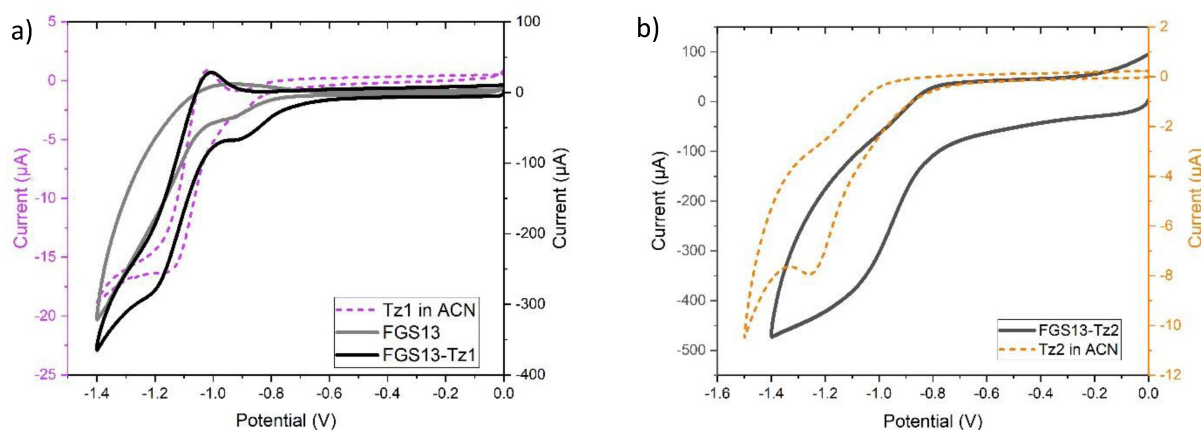 a)
5
0
-5
-10
-15
-20
-25
Current (µA)
100
0
-100
-200
-300
-400
Current (µA)
Tz1 in ACN
FGS13
FGS13-Tz1
-1.4 -1.2 -1.0 -0.8 -0.6 -0.4 -0.2 0.0
Potential (V)
b)
100
0
-100
-200
-300
-400
-500
Current (µA)
2
0
-2
-4
-6
-8
-10
-12
Current (µA)
FGS13-Tz2
Tz2 in ACN
-1.6 -1.4 -1.2 -1.0 -0.8 -0.6 -0.4 -0.2 0.0
Potential (V)